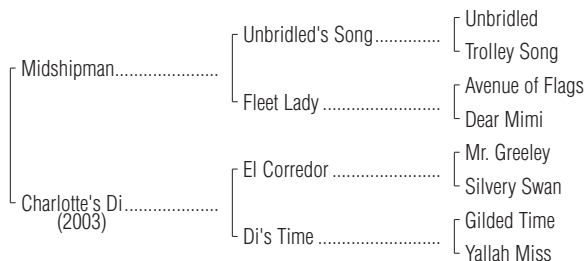 Unbridled
Unbridled's Song..............
Trolley Song
Midshipman......................
Avenue of Flags
Fleet Lady .........................
Dear Mimi
Mr. Greeley
El Corredor .......................
Silvery Swan
Charlotte's Di....................
(2003)
Gilded Time
Di's Time ..........................
Yallah Miss